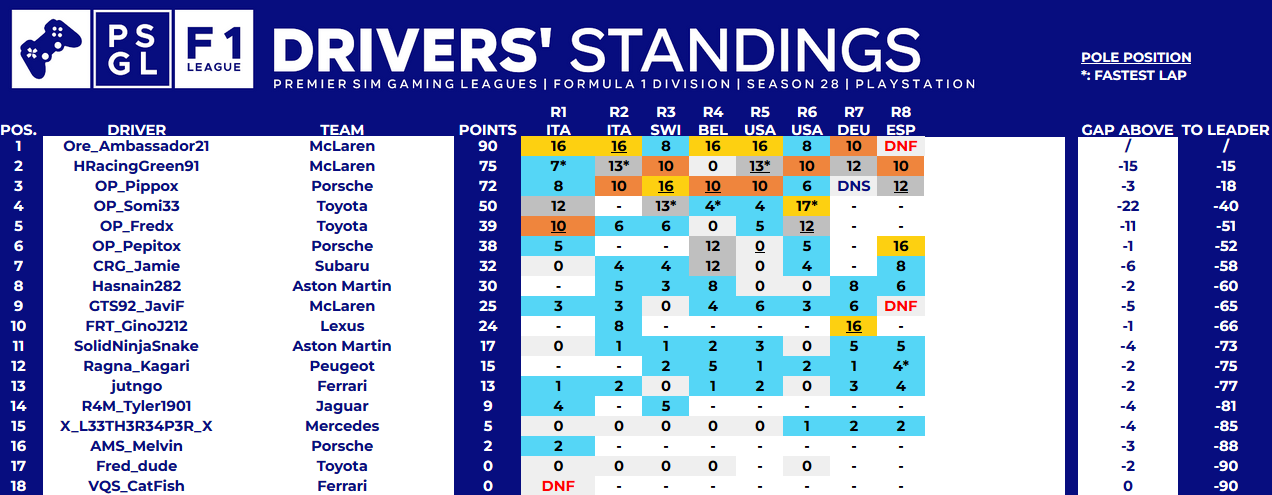 PS
GL
F1
LEAGUE
DRIVERS' STANDINGS
PREMIER SIM GAMING LEAGUES | FORMULA 1 DIVISION | SEASON 28 | PLAYSTATION
POLE POSITION
*: FASTEST LAP
R1 R2 R3 R4 R5 R6 R7 R8
POS. DRIVER TEAM POINTS ITA ITA SWI BEL USA USA DEU ESP GAP ABOVE TO LEADER
1 Ore_Ambassador21 McLaren 90 16 16 8 16 16 8 10 DNF / /
2 HRacingGreen91 McLaren 75 7* 13* 10 0 13* 10 12 10 -15 -15
3 OP_Pippox Porsche 72 8 10 16 10 10 6 DNS 12 -3 -18
4 OP_Somi33 Toyota 50 12 - 13* 4* 4 17* - - -22 -40
5 OP_Fredx Toyota 39 10 6 6 0 5 12 - - -11 -51
6 OP_Pepitox Porsche 38 5 - - 12 0 5 - 16 -1 -52
7 CRG_Jamie Subaru 32 0 4 4 12 0 4 - 8 -6 -58
8 Hasnain282 Aston Martin 30 - 5 3 8 0 0 8 6 -2 -60
9 GTS92_JaviF McLaren 25 3 3 0 4 6 3 6 DNF -5 -65
10 FRT_GinoJ212 Lexus 24 - 8 - - - - 16 - -1 -66
11 SolidNinjaSnake Aston Martin 17 0 1 1 2 3 0 5 5 -4 -73
12 Ragna_Kagari Peugeot 15 - - 2 5 1 2 1 4* -2 -75
13 jutngo Ferrari 13 1 2 0 1 2 0 3 4 -2 -77
14 R4M_Tyler1901 Jaguar 9 4 - 5 - - - - - -4 -81
15 X_L33TH3R34P3R_X Mercedes 5 0 0 0 0 0 1 2 2 -4 -85
16 AMS_Melvin Porsche 2 2 - - - - - - - -3 -88
17 Fred_dude Toyota 0 0 0 0 0 - 0 - - -2 -90
18 VQS_CatFish Ferrari 0 DNF - - - - - - - 0 -90